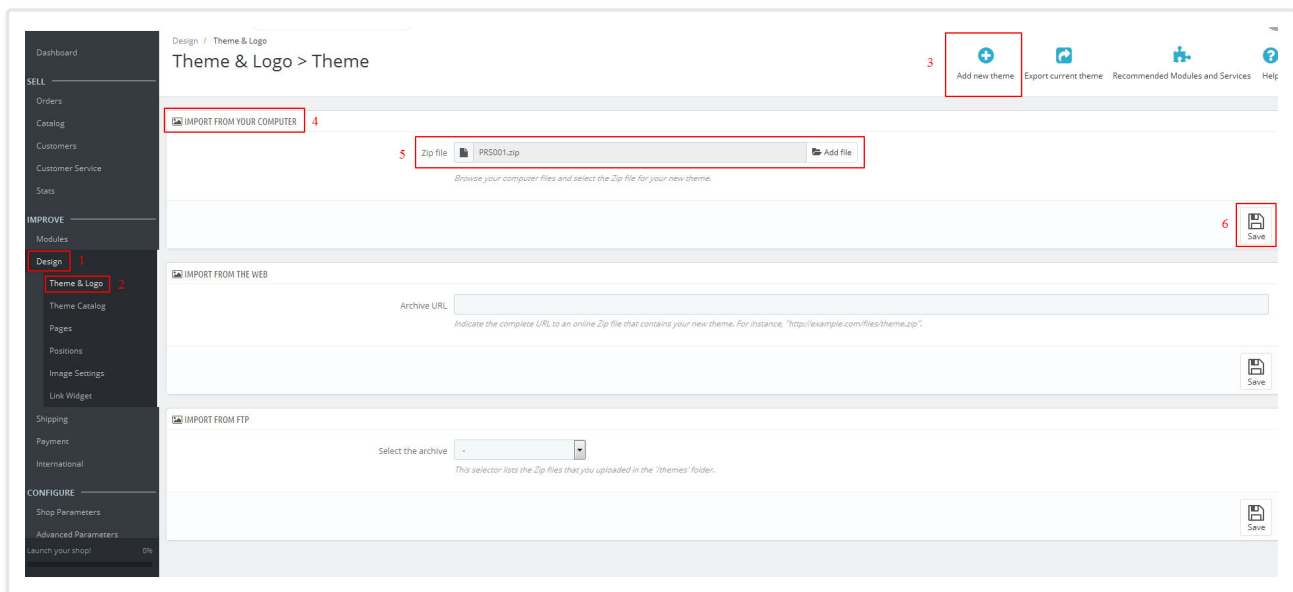 Dashboard
SELL
Orders
Catalog
Customers
Customer Service
Stats
IMPROVE
Modules
Design 1
Theme & Logo 2
Theme Catalog
Pages
Positions
Image Settings
Link Widget
Shipping
Payment
International
CONFIGURE
Shop Parameters
Advanced Parameters
Launch your shop! 0%
Design / Theme & Logo
Theme & Logo > Theme
3 Add new theme Export current theme Recommended Modules and Services Help
IMPORT FROM YOUR COMPUTER 4
5 Zip file PRS001.zip Add file
Browse your computer files and select the Zip file for your new theme.
6 Save
IMPORT FROM THE WEB
Archive URL
Indicate the complete URL to an online Zip file that contains your new theme. For instance, "http://example.com/files/theme.zip".
Save
IMPORT FROM FTP
Select the archive -
This selector lists the Zip files that you uploaded in the '/themes' folder.
Save